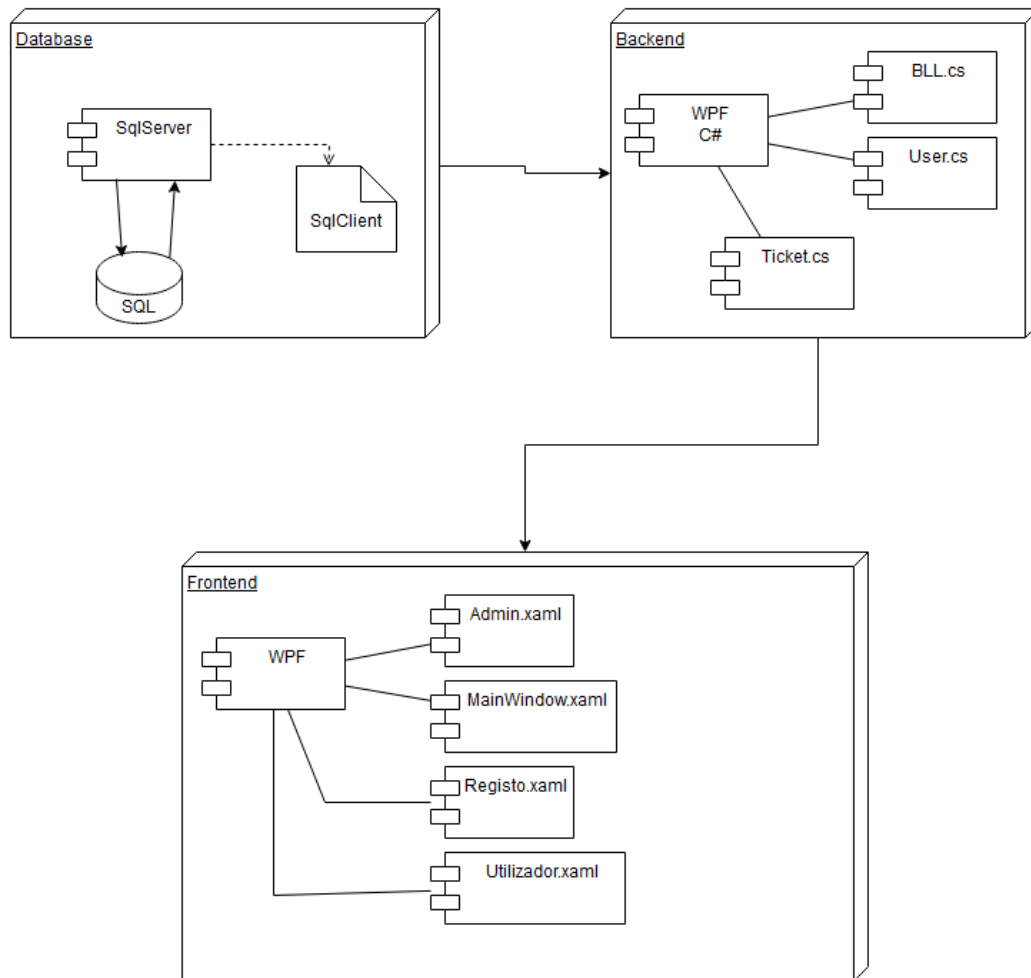 Database
SqlServer
SqlClient
SQL
Backend
WPF
C#
BLL.cs
User.cs
Ticket.cs
Frontend
WPF
Admin.xaml
MainWindow.xaml
Registo.xaml
Utilizador.xaml